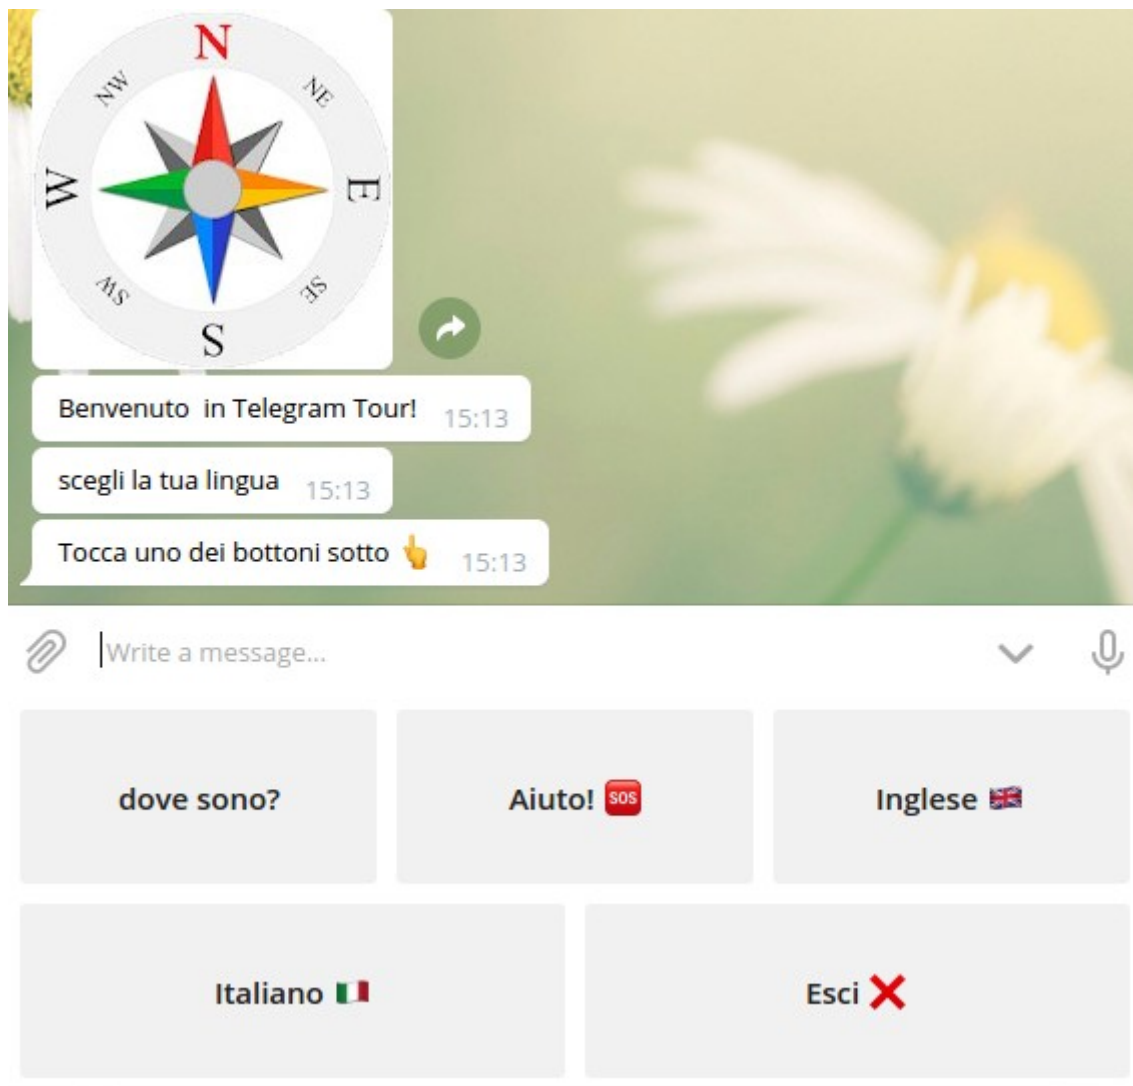 N
NW
NE
W
E
SW
SE
S
Benvenuto  in Telegram Tour!
15:13
scegli la tua lingua
15:13
Tocca uno dei bottoni sotto 👆
15:13
Write a message...
dove sono?
Aiuto! 🆘
Inglese 🇬🇧
Italiano 🇮🇹
Esci ❌